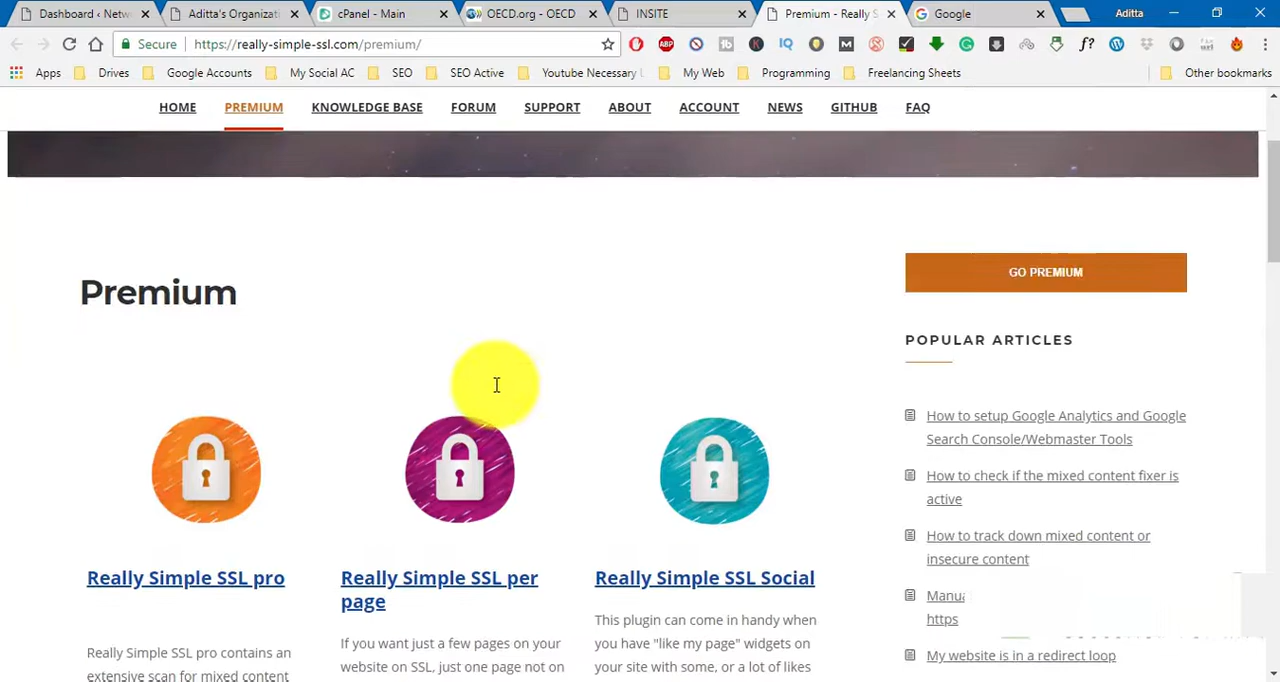 Dashboard ‹ Netw
Aditta's Organizati
cPanel - Main
OECD.org - OECD
INSITE
Premium - Really S
Google
Aditta
Secure
https://really-simple-ssl.com/premium/
Apps
Drives
Google Accounts
My Social AC
SEO
SEO Active
Youtube Necessary
My Web
Programming
Freelancing Sheets
Other bookmarks
HOME
PREMIUM
KNOWLEDGE BASE
FORUM
SUPPORT
ABOUT
ACCOUNT
NEWS
GITHUB
FAQ
Premium
Really Simple SSL pro
Really Simple SSL pro contains an
extensive scan for mixed content
Really Simple SSL per
page
If you want just a few pages on your
website on SSL, just one page not on
Really Simple SSL Social
This plugin can come in handy when
you have "like my page" widgets on
your site with some, or a lot of likes
GO PREMIUM
POPULAR ARTICLES
How to setup Google Analytics and Google
Search Console/Webmaster Tools
How to check if the mixed content fixer is
active
How to track down mixed content or
insecure content
Manua
https
My website is in a redirect loop